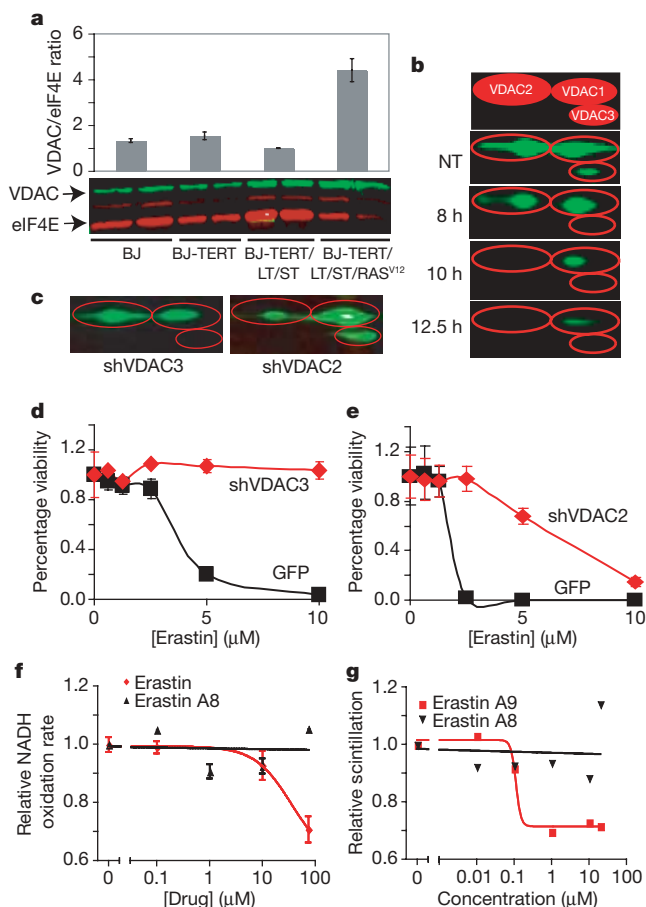 a
VDAC/eIF4E ratio
6
4
2
0
VDAC
eIF4E
BJ
BJ-TERT
BJ-TERT/
LT/ST
BJ-TERT/
LT/ST/RASV12
b
VDAC2
VDAC1
VDAC3
NT
8 h
10 h
12.5 h
c
shVDAC3
shVDAC2
d
Percentage viability
1.2
0.8
0.4
0.0
shVDAC3
GFP
0
5
10
[Erastin] (μM)
e
Percentage viability
1.2
0.8
0.4
0.0
shVDAC2
GFP
0
5
10
[Erastin] (μM)
f
Erastin
Erastin A8
Relative NADH
oxidation rate
1.2
1.0
0.8
0.6
0
0.1
1
10
100
[Drug] (μM)
g
Erastin A9
Erastin A8
Relative scintillation
1.2
1.0
0.8
0.6
0
0.01
0.1
1
10
100
Concentration (μM)